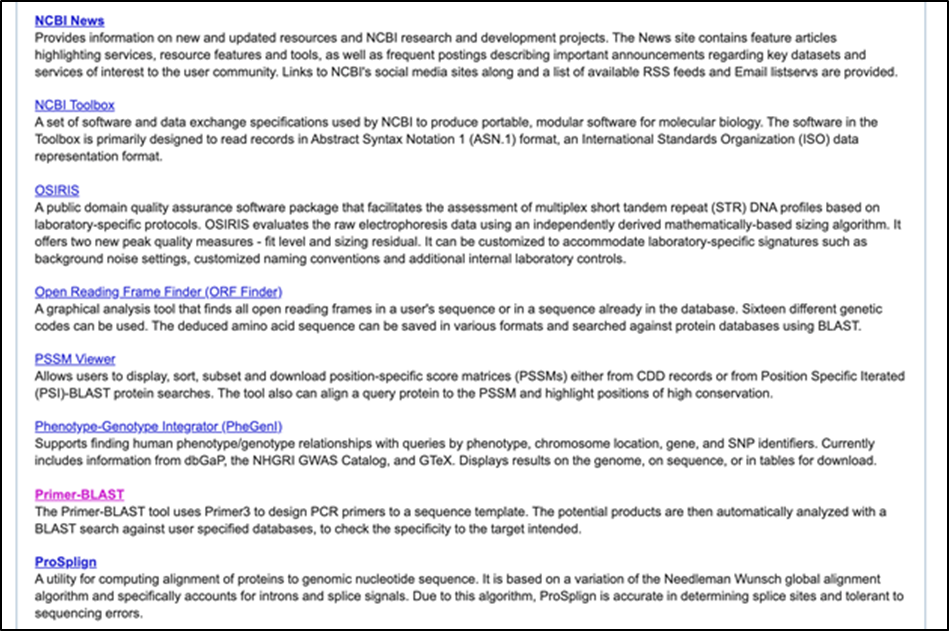 NCBI News
Provides information on new and updated resources and NCBI research and development projects. The News site contains feature articles
highlighting services, resource features and tools, as well as frequent postings describing important announcements regarding key datasets and
services of interest to the user community. Links to NCBI's social media sites along and a list of available RSS feeds and Email listservs are provided.
NCBI Toolbox
A set of software and data exchange specifications used by NCBI to produce portable, modular software for molecular biology. The software in the
Toolbox is primarily designed to read records in Abstract Syntax Notation 1 (ASN.1) format, an International Standards Organization (ISO) data
representation format.
OSIRIS
A public domain quality assurance software package that facilitates the assessment of multiplex short tandem repeat (STR) DNA profiles based on
laboratory-specific protocols. OSIRIS evaluates the raw electrophoresis data using an independently derived mathematically-based sizing algorithm. It
offers two new peak quality measures - fit level and sizing residual. It can be customized to accommodate laboratory-specific signatures such as
background noise settings, customized naming conventions and additional internal laboratory controls.
Open Reading Frame Finder (ORF Finder)
A graphical analysis tool that finds all open reading frames in a user's sequence or in a sequence already in the database. Sixteen different genetic
codes can be used. The deduced amino acid sequence can be saved in various formats and searched against protein databases using BLAST.
PSSM Viewer
Allows users to display, sort, subset and download position-specific score matrices (PSSMs) either from CDD records or from Position Specific Iterated
(PSI)-BLAST protein searches. The tool also can align a query protein to the PSSM and highlight positions of high conservation.
Phenotype-Genotype Integrator (PheGenI)
Supports finding human phenotype/genotype relationships with queries by phenotype, chromosome location, gene, and SNP identifiers. Currently
includes information from dbGaP, the NHGRI GWAS Catalog, and GTeX. Displays results on the genome, on sequence, or in tables for download.
Primer-BLAST
The Primer-BLAST tool uses Primer3 to design PCR primers to a sequence template. The potential products are then automatically analyzed with a
BLAST search against user specified databases, to check the specificity to the target intended.
ProSplign
A utility for computing alignment of proteins to genomic nucleotide sequence. It is based on a variation of the Needleman Wunsch global alignment
algorithm and specifically accounts for introns and splice signals. Due to this algorithm, ProSplign is accurate in determining splice sites and tolerant to
sequencing errors.